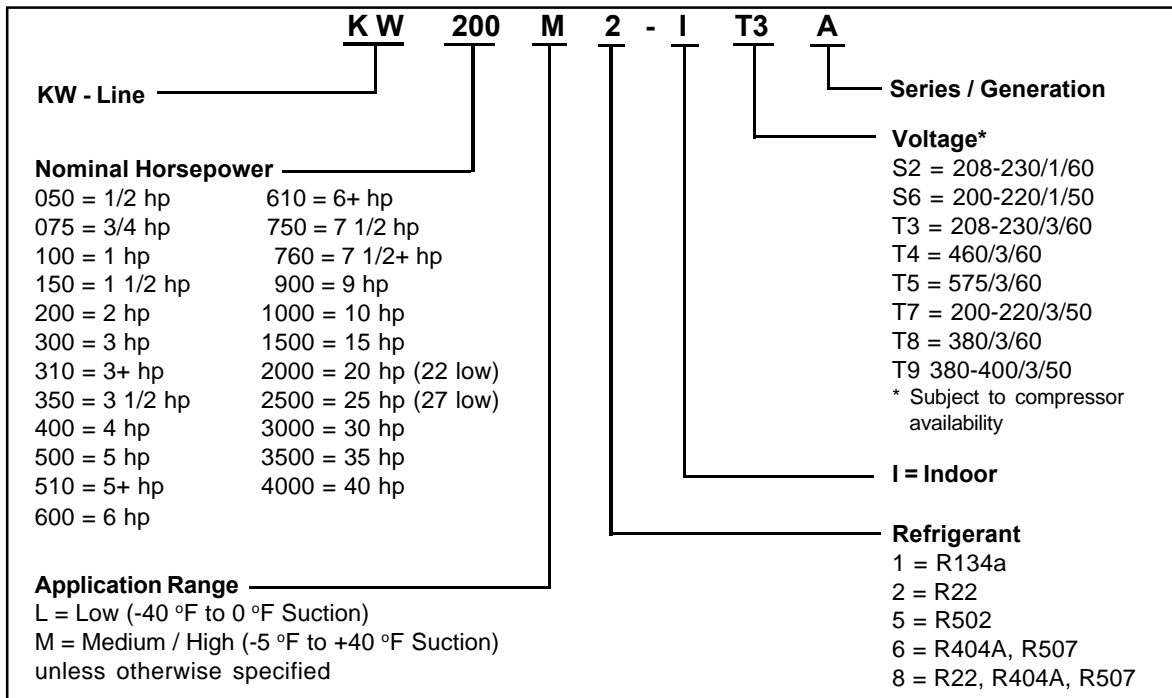 KW 200 M 2 - I T3 A
KW - Line
Nominal Horsepower
050 = 1/2 hp
075 = 3/4 hp
100 = 1 hp
150 = 1 1/2 hp
200 = 2 hp
300 = 3 hp
310 = 3+ hp
350 = 3 1/2 hp
400 = 4 hp
500 = 5 hp
510 = 5+ hp
600 = 6 hp
610 = 6+ hp
750 = 7 1/2 hp
760 = 7 1/2+ hp
900 = 9 hp
1000 = 10 hp
1500 = 15 hp
2000 = 20 hp (22 low)
2500 = 25 hp (27 low)
3000 = 30 hp
3500 = 35 hp
4000 = 40 hp
Application Range
L = Low (-40 °F to 0 °F Suction)
M = Medium / High (-5 °F to +40 °F Suction)
unless otherwise specified
Series / Generation
Voltage*
S2 = 208-230/1/60
S6 = 200-220/1/50
T3 = 208-230/3/60
T4 = 460/3/60
T5 = 575/3/60
T7 = 200-220/3/50
T8 = 380/3/60
T9 380-400/3/50
* Subject to compressor
availability
I = Indoor
Refrigerant
1 = R134a
2 = R22
5 = R502
6 = R404A, R507
8 = R22, R404A, R507